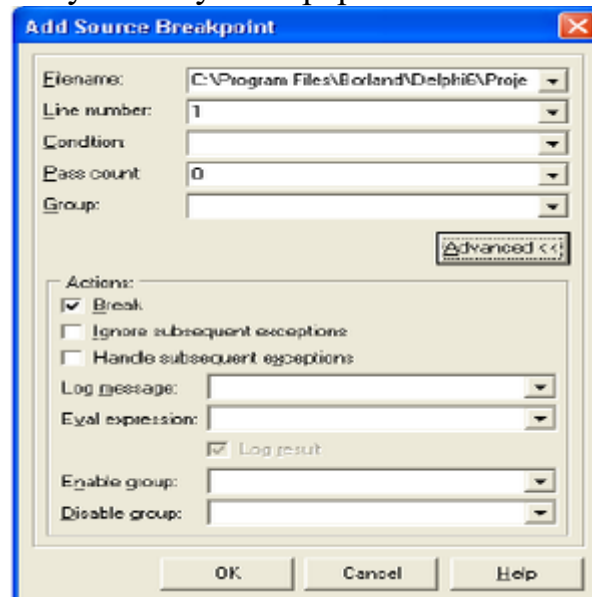 Add Source Breakpoint
Filename: C:\Program Files\Borland\Delphi6\Proje
Line number: 1
Condtion
Pass count 0
Group:
Advanced <<
Actions:
Break
Ignore subsequent exceptions
Handle subsequent exceptions
Log message:
Eval expression:
Log result
Enable group:
Disable group:
OK Cancel Help